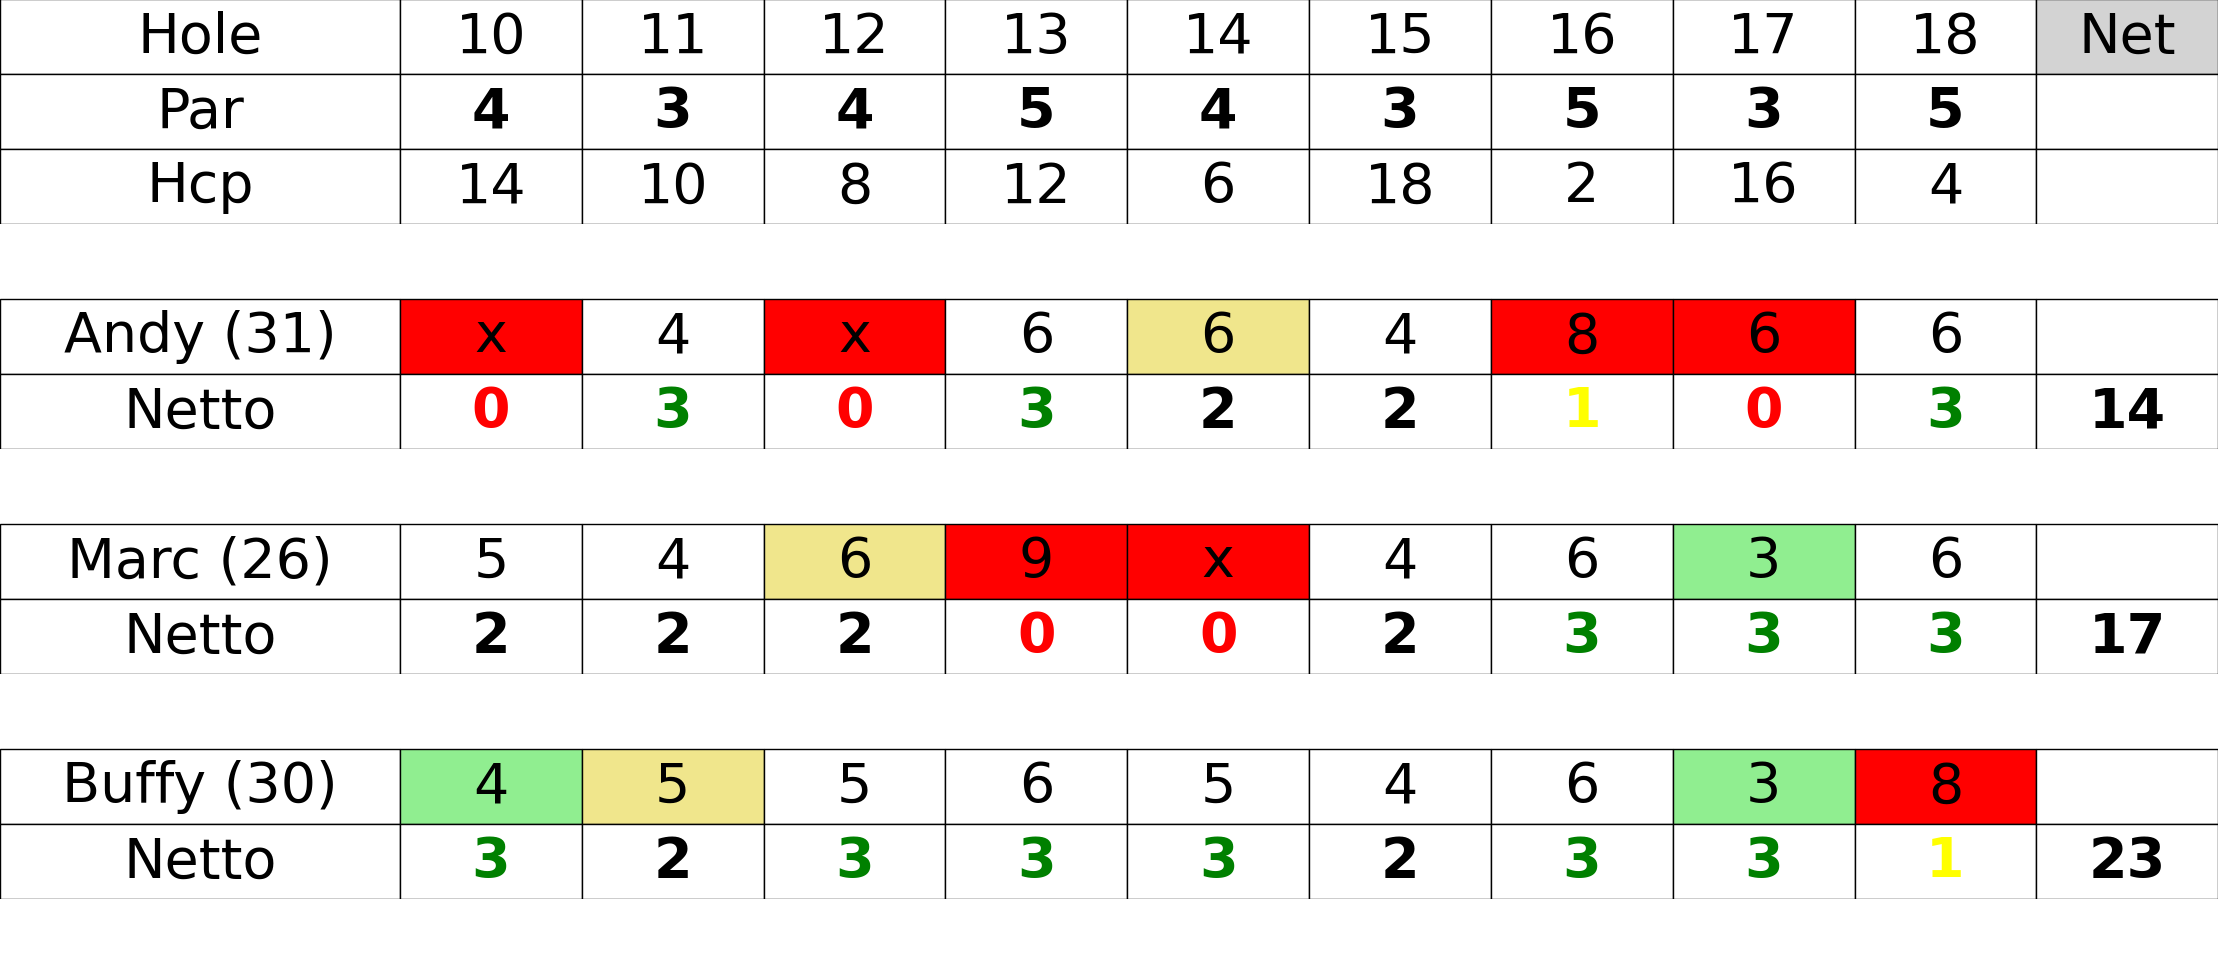 Hole 10 11 12 13 14 15 16 17 18 Net
Par 4 3 4 5 4 3 5 3 5
Hcp 14 10 8 12 6 18 2 16 4
Andy (31) x 4 x 6 6 4 8 6 6
Netto 0 3 0 3 2 2 1 0 3 14
Marc (26) 5 4 6 9 x 4 6 3 6
Netto 2 2 2 0 0 2 3 3 3 17
Buffy (30) 4 5 5 6 5 4 6 3 8
Netto 3 2 3 3 3 2 3 3 1 23